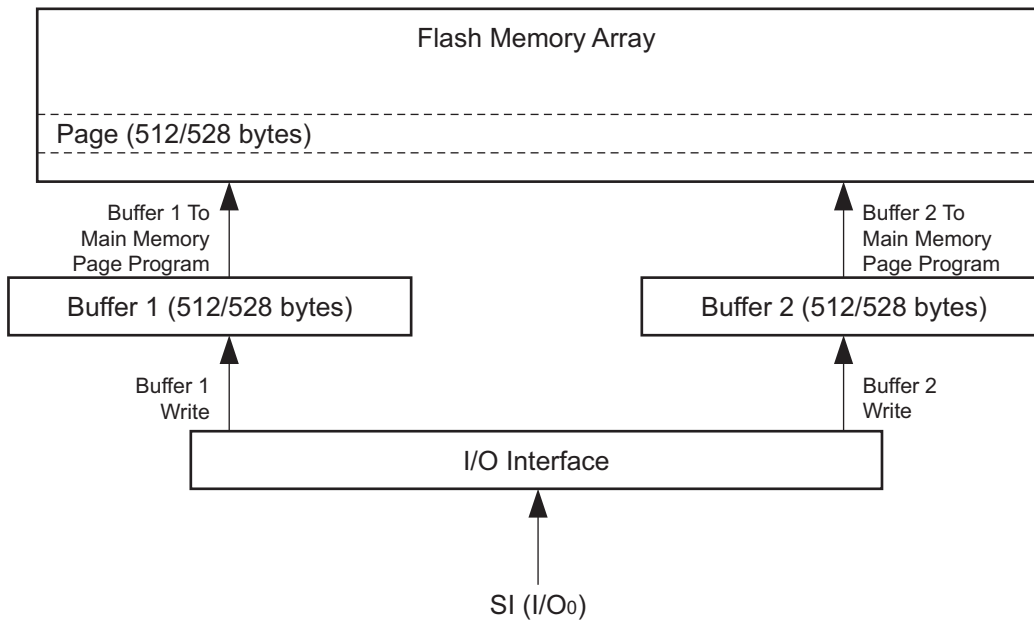 Flash Memory Array
Page (512/528 bytes)
Buffer 1 To
Main Memory
Page Program
Buffer 2 To
Main Memory
Page Program
Buffer 1 (512/528 bytes)
Buffer 2 (512/528 bytes)
Buffer 1
Write
Buffer 2
Write
I/O Interface
SI (I/O0)